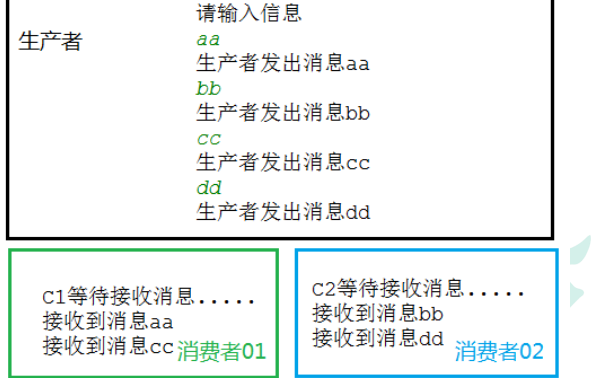 生产者
请输入信息
aa
生产者发出消息aa
bb
生产者发出消息bb
cc
生产者发出消息cc
dd
生产者发出消息dd
C1等待接收消息.....
接收到消息aa
接收到消息cc
消费者01
C2等待接收消息.....
接收到消息bb
接收到消息dd
消费者02